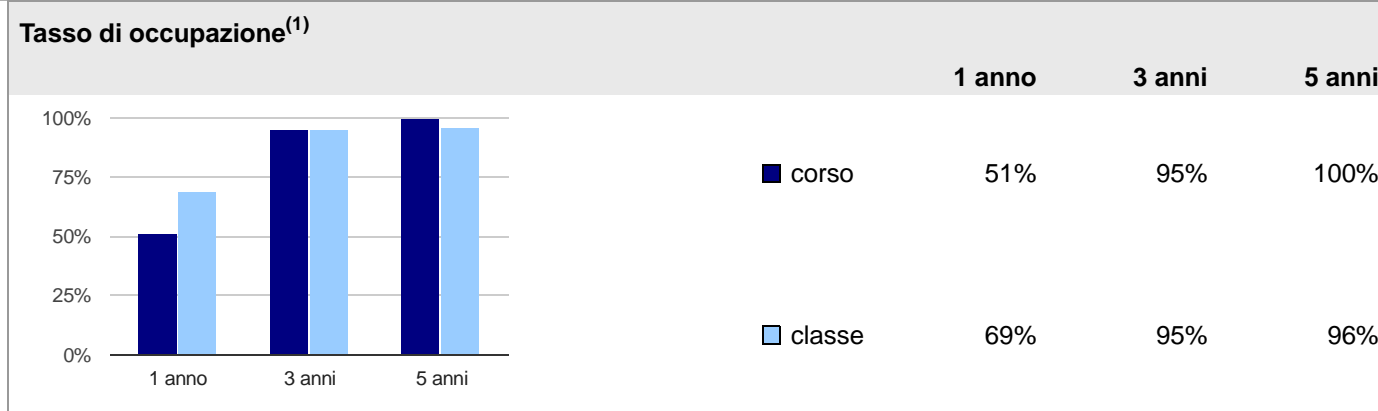 Tasso di occupazione(1)
1 anno 3 anni 5 anni
100%
75%
50%
25%
0%
1 anno 3 anni 5 anni
corso 51% 95% 100%
classe 69% 95% 96%